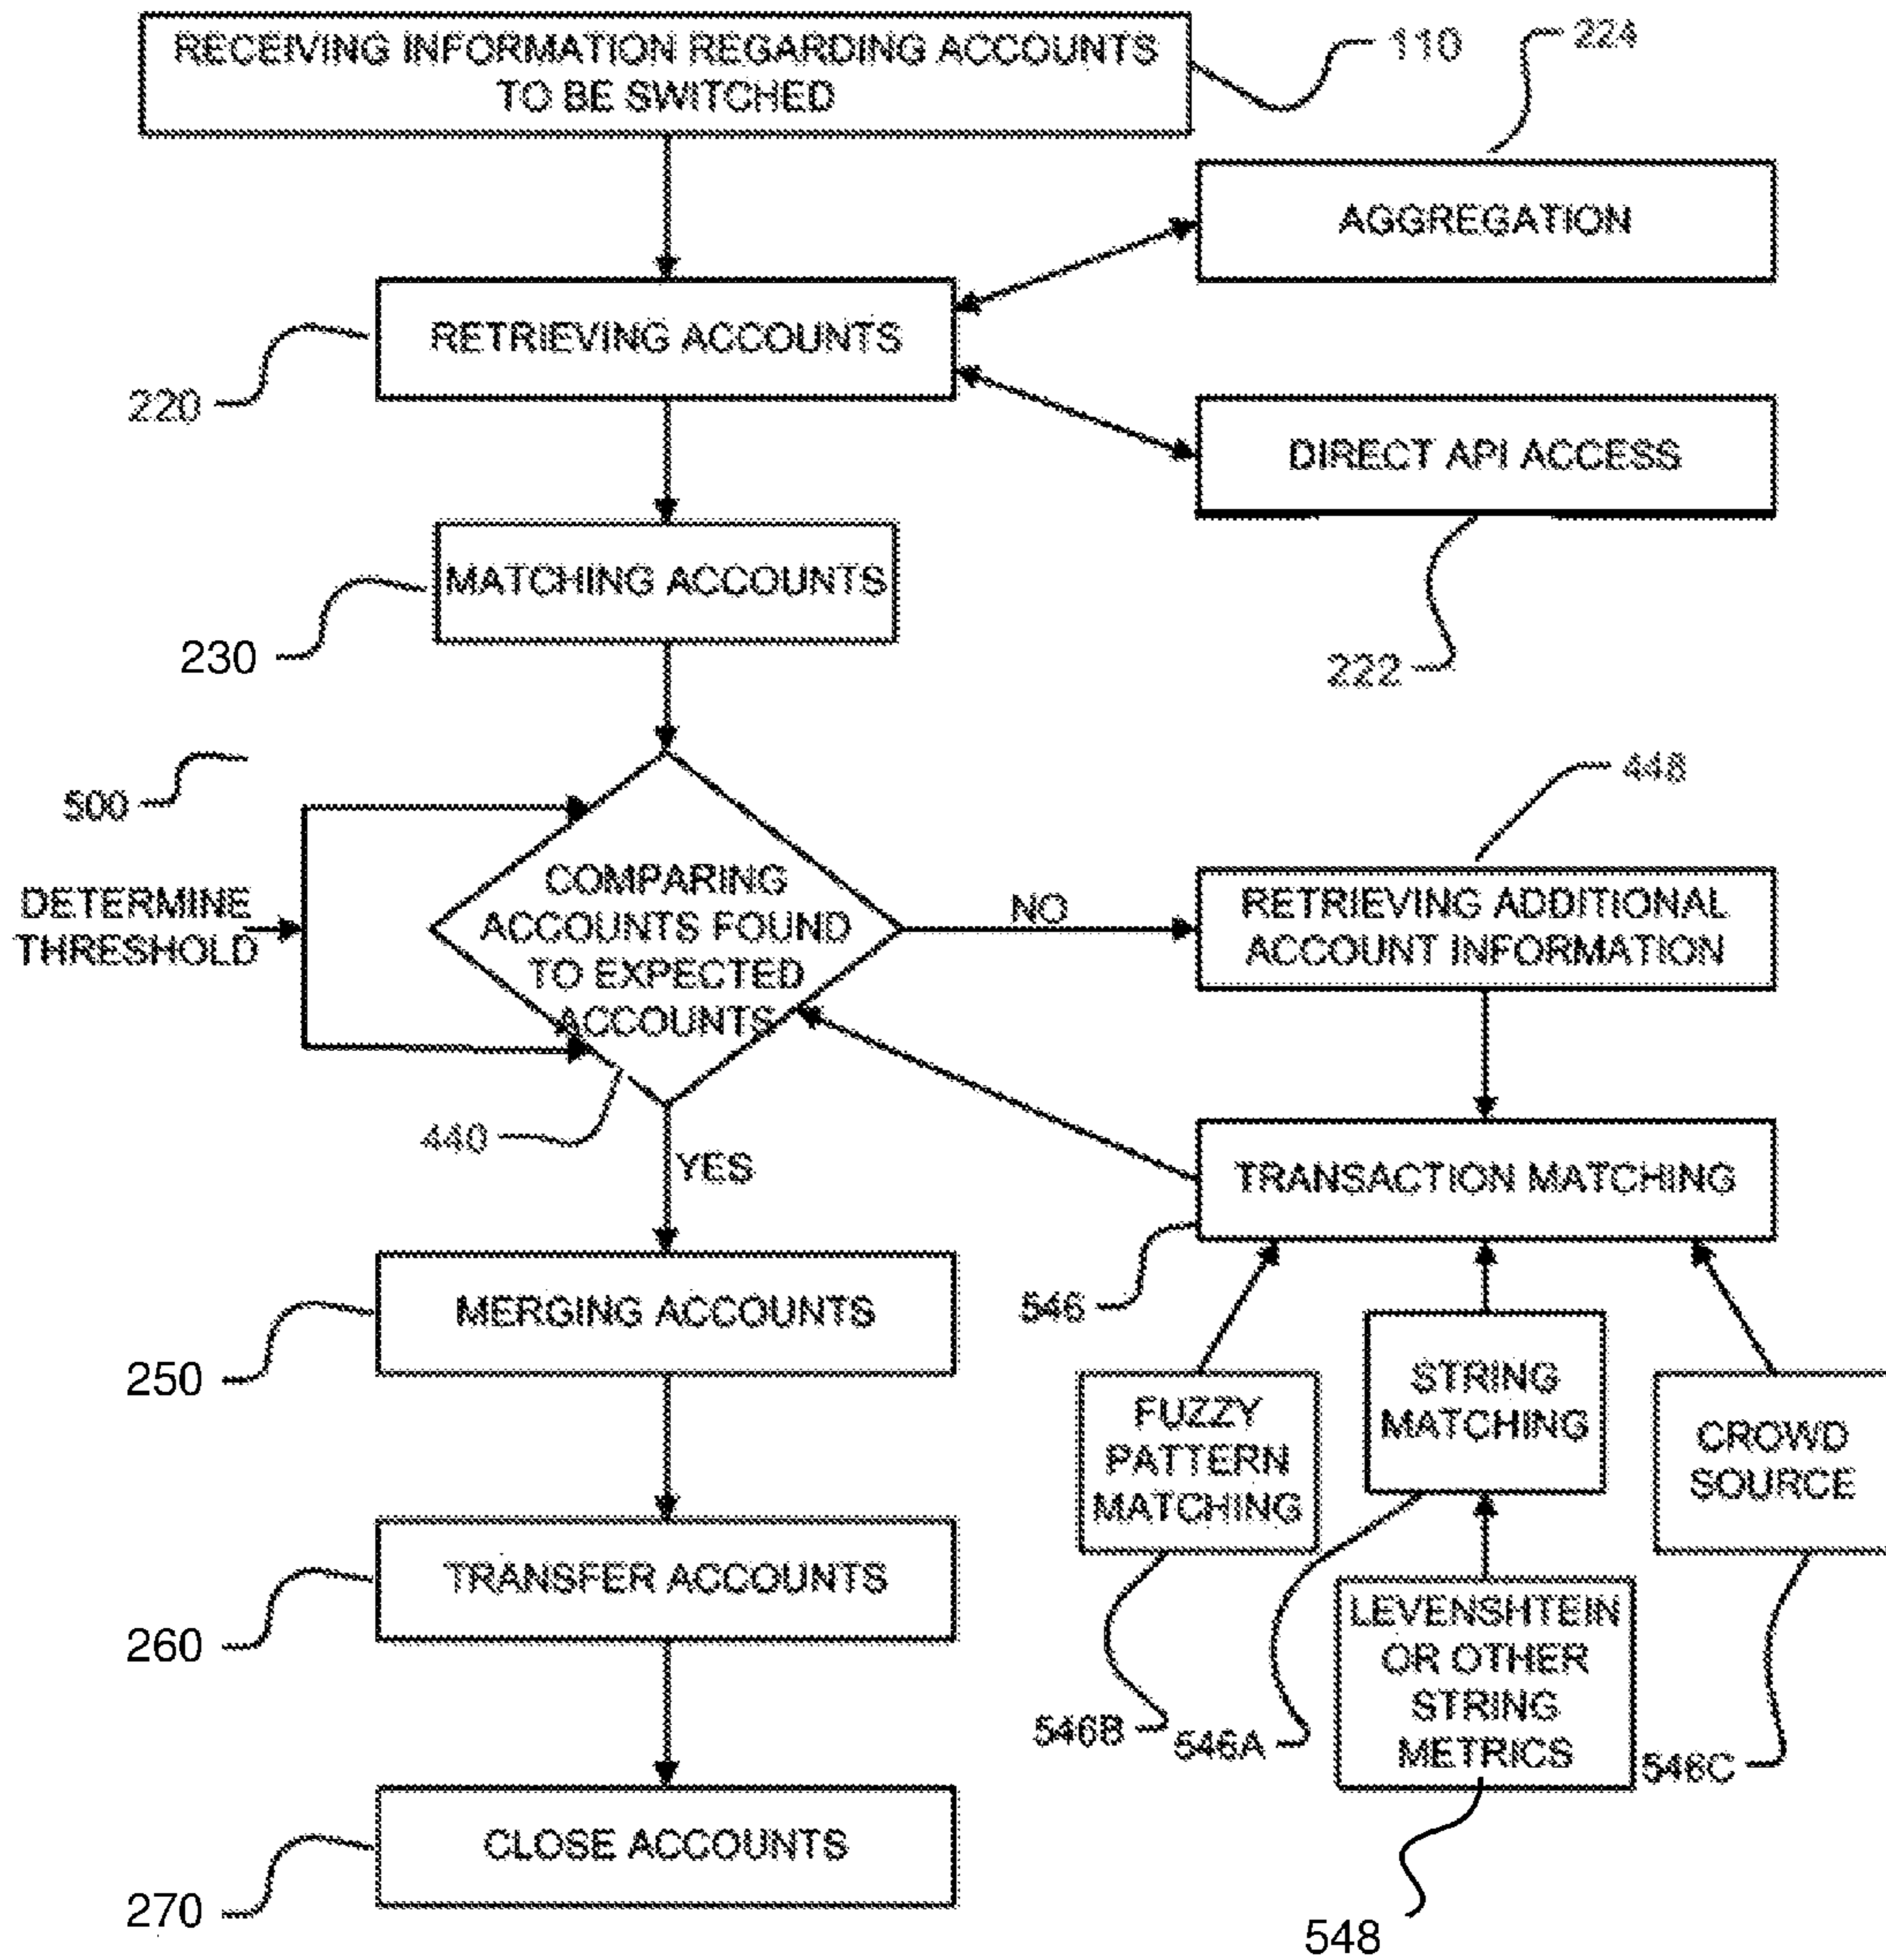 RECEIVING INFORMATION REGARDING ACCOUNTS
TO BE SWITCHED
110
224
AGGREGATION
RETRIEVING ACCOUNTS
220
DIRECT API ACCESS
222
MATCHING ACCOUNTS
230
500
DETERMINE
THRESHOLD
COMPARING
ACCOUNTS FOUND
TO EXPECTED
ACCOUNTS
440
NO
448
RETRIEVING ADDITIONAL
ACCOUNT INFORMATION
YES
TRANSACTION MATCHING
546
MERGING ACCOUNTS
250
FUZZY
PATTERN
MATCHING
STRING
MATCHING
CROWD
SOURCE
TRANSFER ACCOUNTS
260
LEVENSHTEIN
OR OTHER
STRING
METRICS
546B
546A
546C
CLOSE ACCOUNTS
270
548